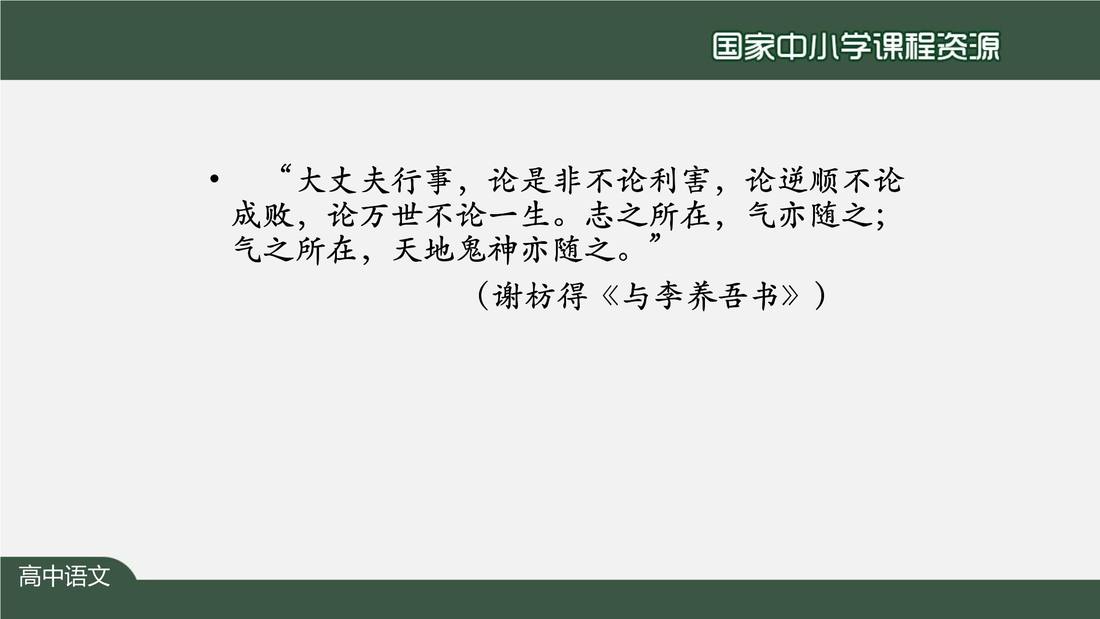 国家中小学课程资源
• “大丈夫行事，论是非不论利害，论逆顺不论
成败，论万世不论一生。志之所在，气亦随之；
气之所在，天地鬼神亦随之。”
（谢枋得《与李养吾书》）
高中语文